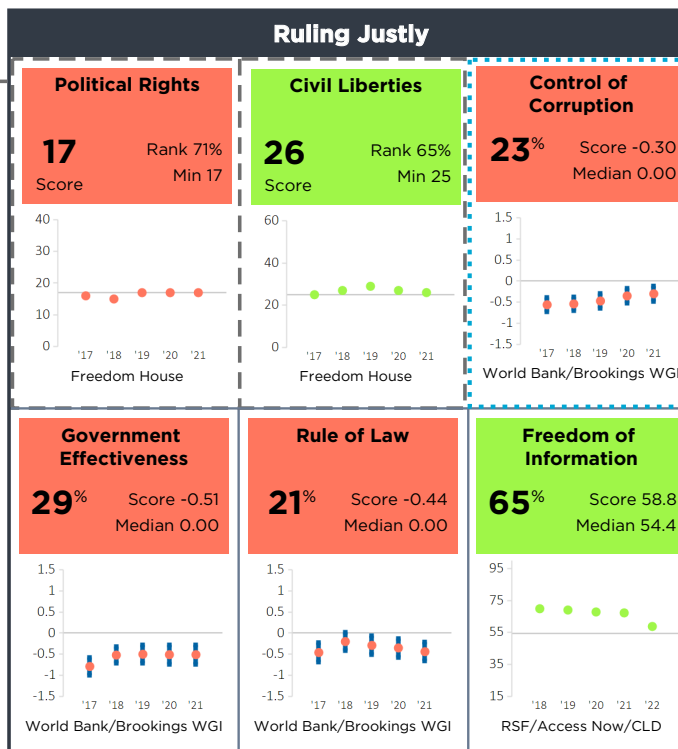 Ruling Justly
Political Rights
17
Score
Rank 71%
Min 17
40
30
20
10
0
'17 '18 '19 '20 '21
Freedom House
Civil Liberties
26
Score
Rank 65%
Min 25
60
40
20
0
'17 '18 '19 '20 '21
Freedom House
Control of
Corruption
23%
Score -0.30
Median 0.00
1.5
1
0.5
0
-0.5
-1
-1.5
'17 '18 '19 '20 '21
World Bank/Brookings WGI
Government
Effectiveness
29%
Score -0.51
Median 0.00
1.5
1
0.5
0
-0.5
-1
-1.5
'17 '18 '19 '20 '21
World Bank/Brookings WGI
Rule of Law
21%
Score -0.44
Median 0.00
1.5
1
0.5
0
-0.5
-1
-1.5
'17 '18 '19 '20 '21
World Bank/Brookings WGI
Freedom of
Information
65%
Score 58.8
Median 54.4
95
75
55
35
15
'18 '19 '20 '21 '22
RSF/Access Now/CLD